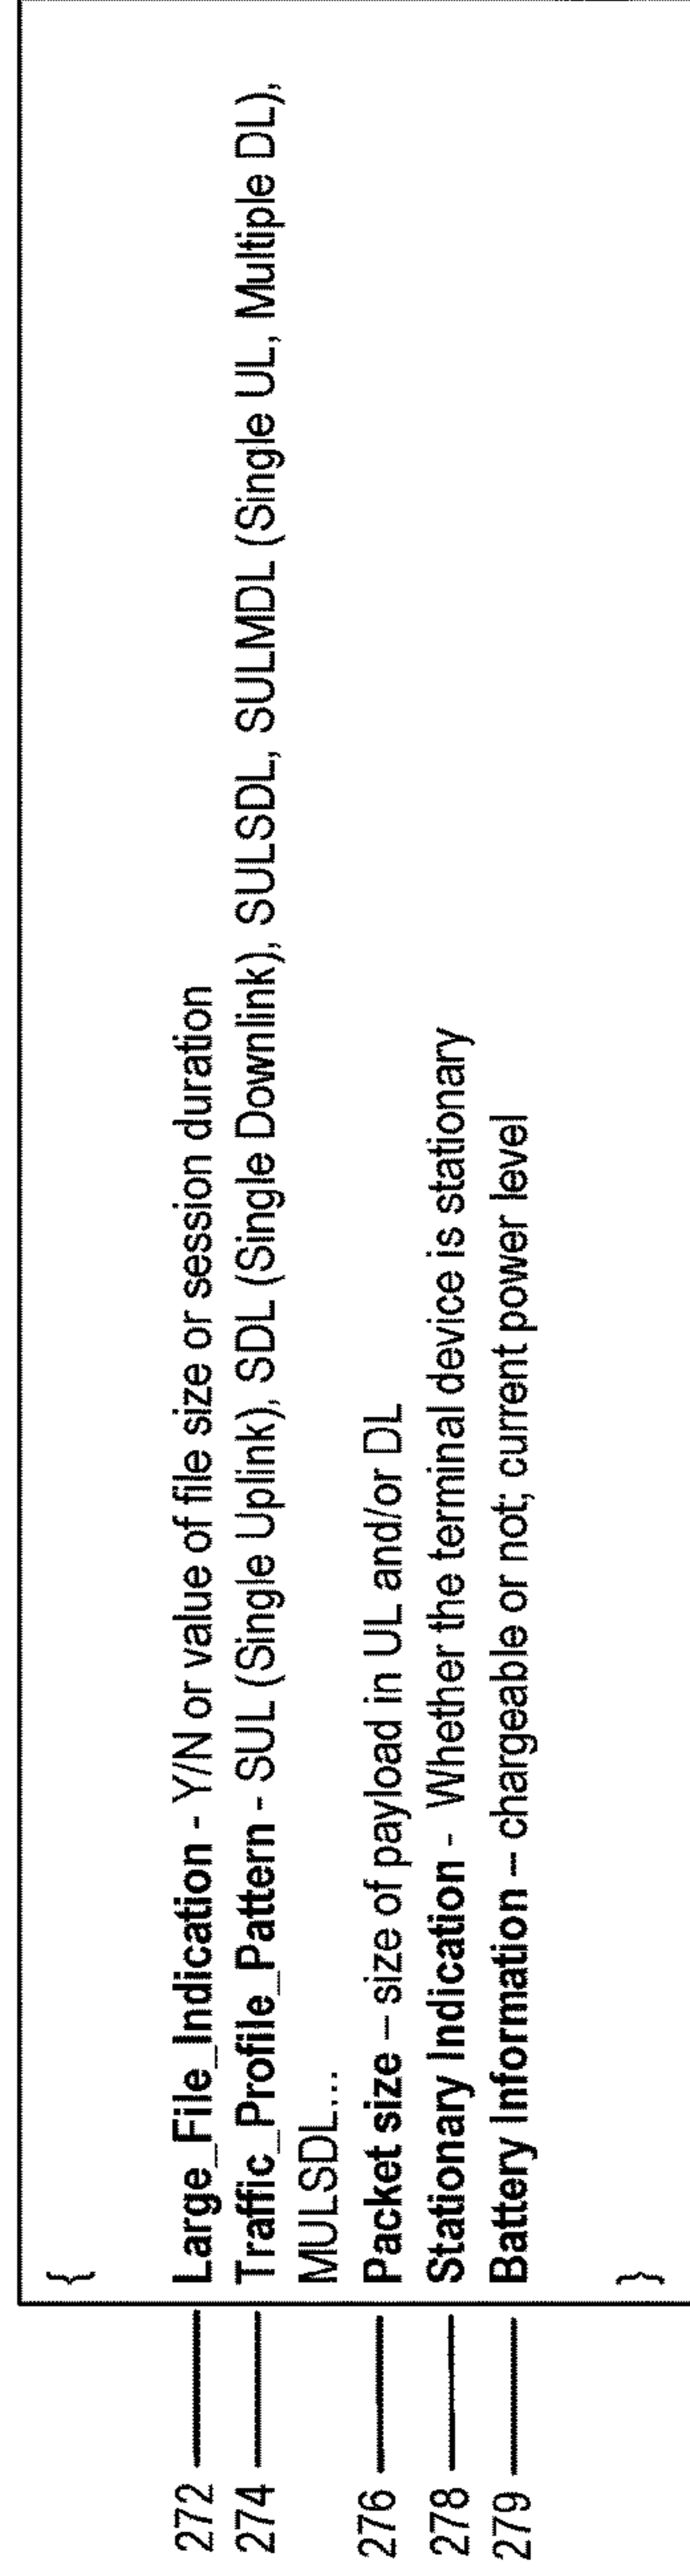 {
272 Large_File_Indication - Y/N or value of file size or session duration
274 Traffic_Profile_Pattern - SUL (Single Uplink), SDL (Single Downlink), SULSDL, SULMDL (Single UL, Multiple DL),
MULSDL...
276 Packet size – size of payload in UL and/or DL
278 Stationary Indication - Whether the terminal device is stationary
279 Battery Information – chargeable or not; current power level
}